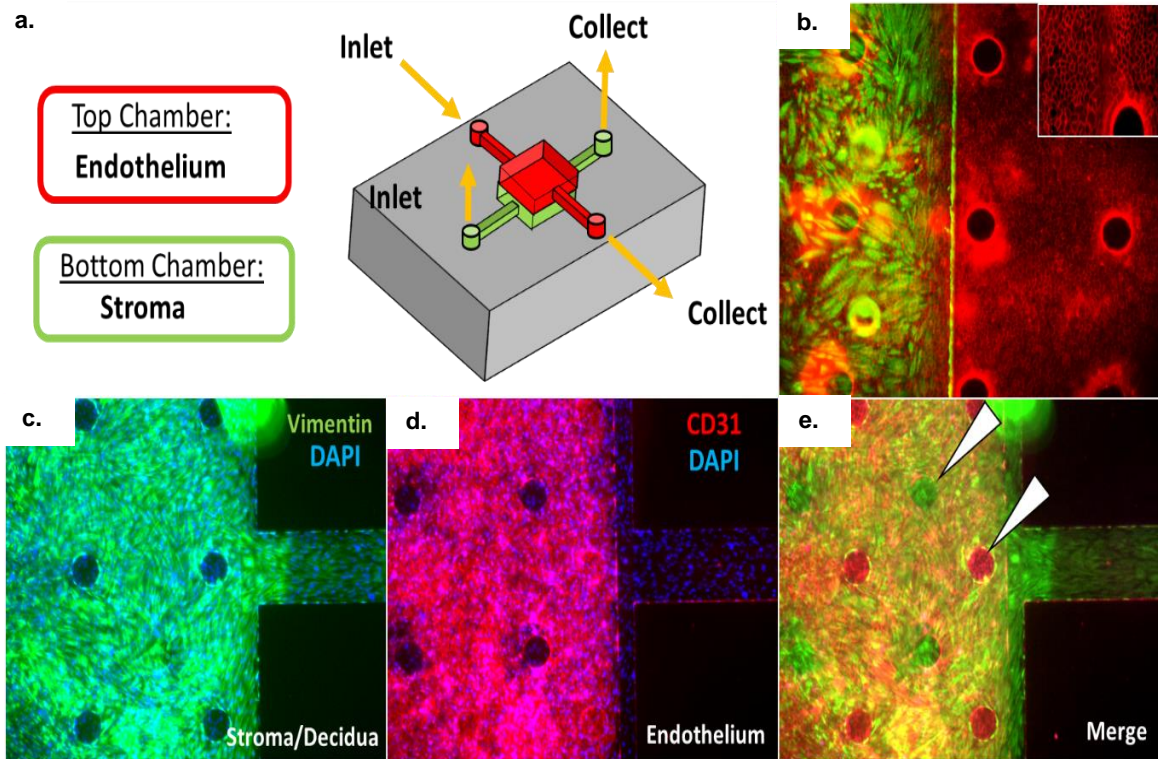 a.
Top Chamber:
Endothelium
Bottom Chamber:
Stroma
Inlet
Collect
Inlet
Collect
b.
c.
Vimentin
DAPI
Stroma/Decidua
d.
CD31
DAPI
Endothelium
e.
Merge